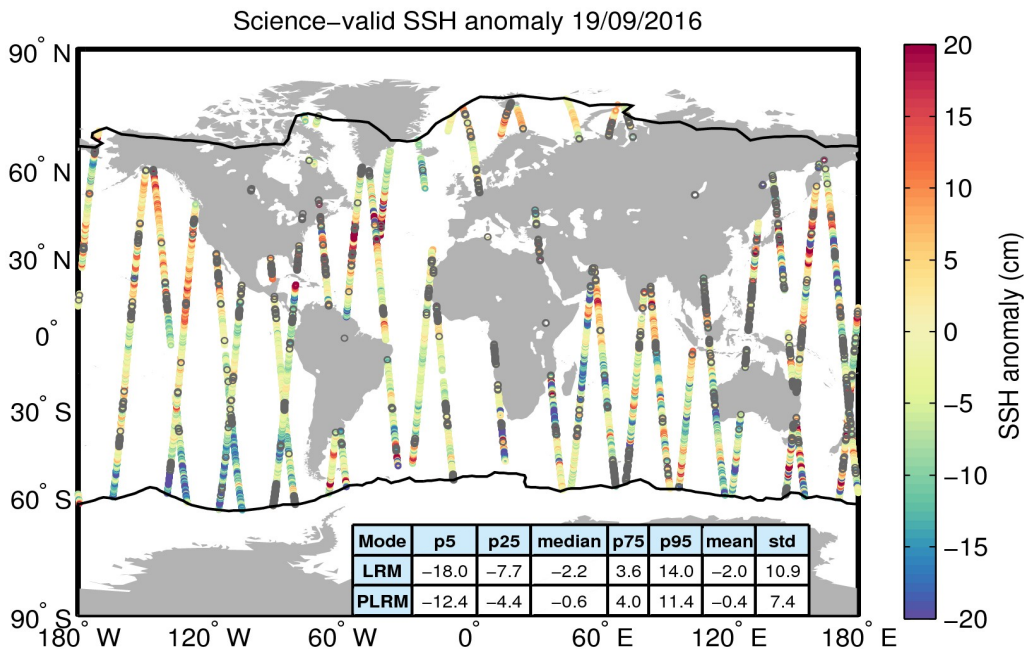 Science−valid SSH anomaly 19/09/2016
90° N
60° N
30° N
0°
30° S
60° S
90° S
180° W
120° W
60° W
0°
60° E
120° E
180° E
Mode p5 p25 median p75 p95 mean std
LRM −18.0 −7.7 −2.2 3.6 14.0 −2.0 10.9
PLRM −12.4 −4.4 −0.6 4.0 11.4 −0.4 7.4
20
15
10
5
0
−5
−10
−15
−20
SSH anomaly (cm)